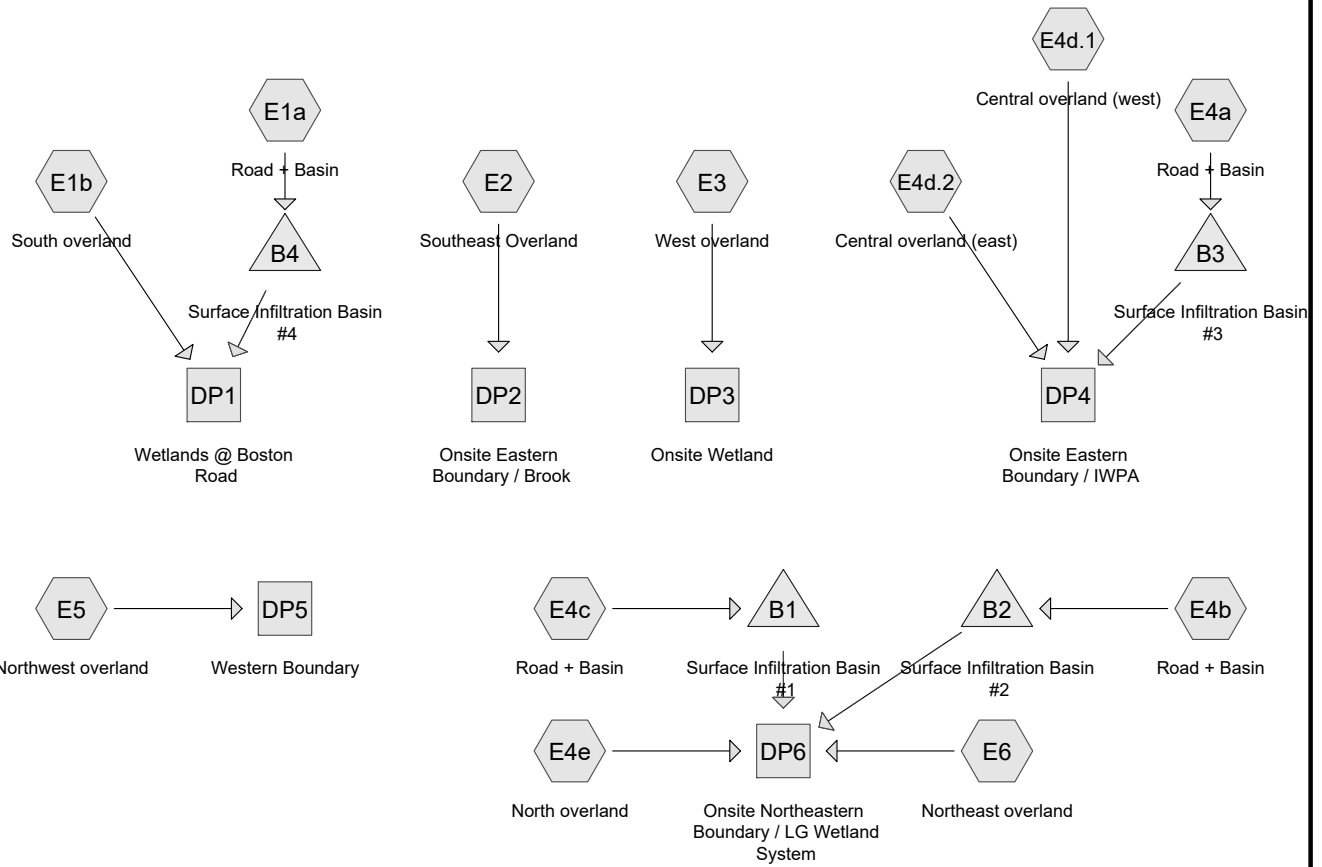 E4d.1
Central overland (west)
E1a
Road + Basin
E4a
Road + Basin
E1b
South overland
E2
Southeast Overland
E3
West overland
E4d.2
Central overland (east)
B4
Surface Infiltration Basin
#4
B3
Surface Infiltration Basin
#3
DP1
Wetlands @ Boston
Road
DP2
Onsite Eastern
Boundary / Brook
DP3
Onsite Wetland
DP4
Onsite Eastern
Boundary / IWPA
E5
Northwest overland
DP5
Western Boundary
E4c
Road + Basin
B1
Surface Infiltration Basin
#1
B2
Surface Infiltration Basin
#2
E4b
Road + Basin
E4e
North overland
DP6
Onsite Northeastern
Boundary / LG Wetland
System
E6
Northeast overland